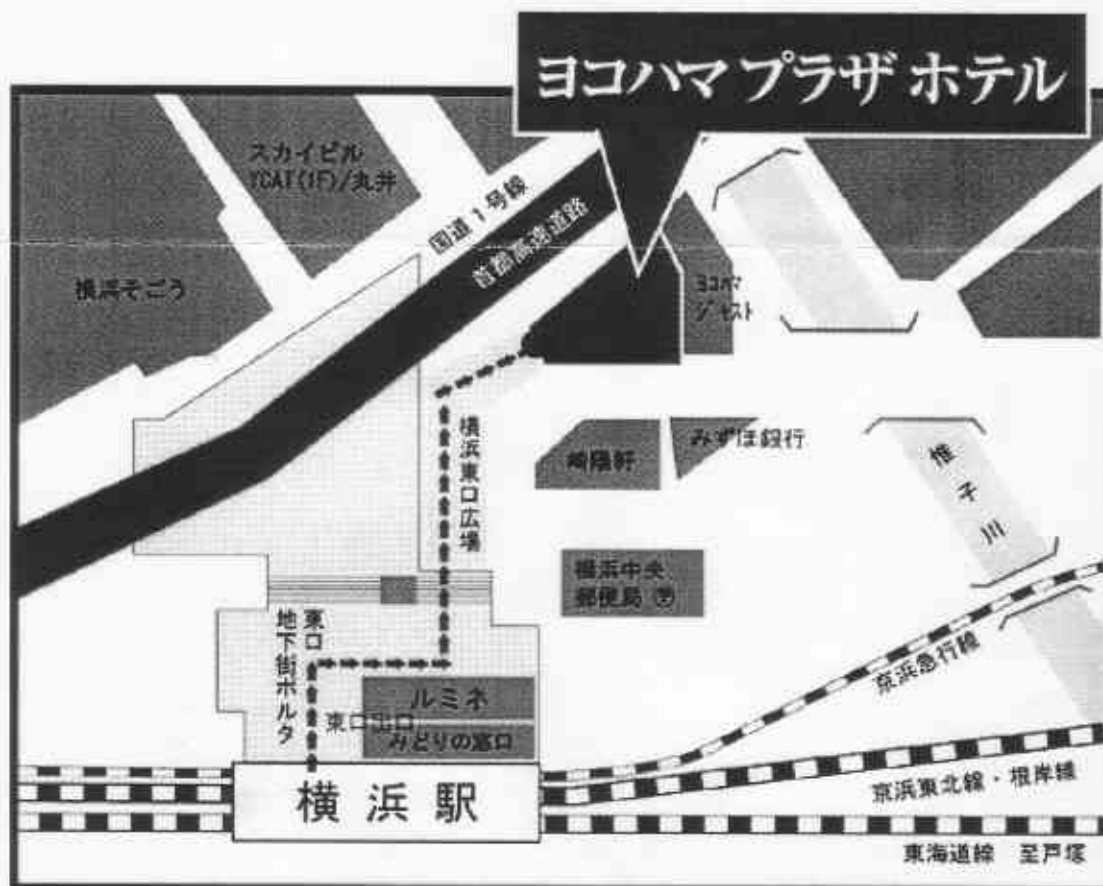 ヨコハマ プラザ ホテル
スカイビル
YCAT(1F)/丸井
国道1号線
首都高速道路
横浜そごう
ヨコハマ
ジャスト
横浜東口広場
崎陽軒
みずほ銀行
帷子川
横浜中央
郵便局
東口
地下街ポルタ
ルミネ
東口出口
みどりの窓口
京浜急行線
横浜駅
京浜東北線・根岸線
東海道線 至戸塚